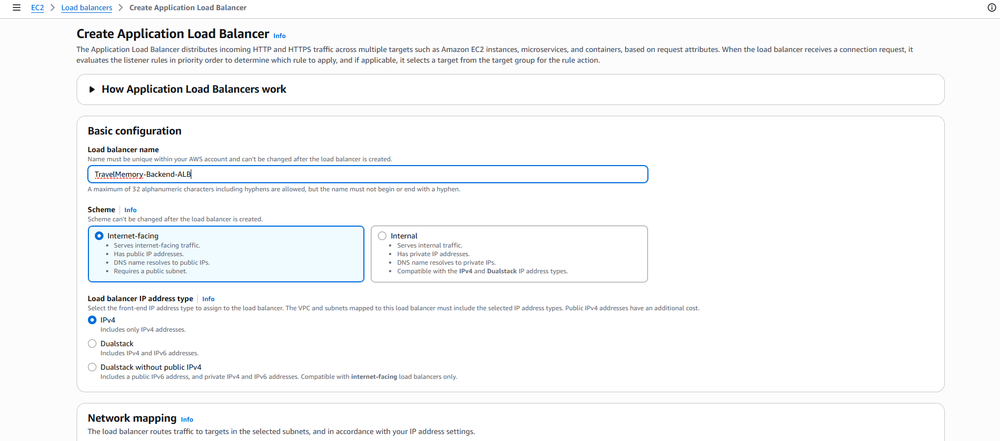 EC2 > Load balancers > Create Application Load Balancer
Create Application Load Balancer Info
The Application Load Balancer distributes incoming HTTP and HTTPS traffic across multiple targets such as Amazon EC2 instances, microservices, and containers, based on request attributes. When the load balancer receives a connection request, it
evaluates the listener rules in priority order to determine which rule to apply, and if applicable, it selects a target from the target group for the rule action.
How Application Load Balancers work
Basic configuration
Load balancer name
Name must be unique within your AWS account and can't be changed after the load balancer is created.
TravelMemory-Backend-ALB
A maximum of 32 alphanumeric characters including hyphens are allowed, but the name must not begin or end with a hyphen.
Scheme Info
Scheme can't be changed after the load balancer is created.
Internet-facing
• Serves internet-facing traffic.
• Has public IP addresses.
• DNS name resolves to public IPs.
• Requires a public subnet.
Internal
• Serves internal traffic.
• Has private IP addresses.
• DNS name resolves to private IPs.
• Compatible with the IPv4 and Dualstack IP address types.
Load balancer IP address type Info
Select the front-end IP address type to assign to the load balancer. The VPC and subnets mapped to this load balancer must include the selected IP address types. Public IPv4 addresses have an additional cost.
IPv4
Includes only IPv4 addresses.
Dualstack
Includes IPv4 and IPv6 addresses.
Dualstack without public IPv4
Includes a public IPv6 address, and private IPv4 and IPv6 addresses. Compatible with internet-facing load balancers only.
Network mapping Info
The load balancer routes traffic to targets in the selected subnets, and in accordance with your IP address settings.